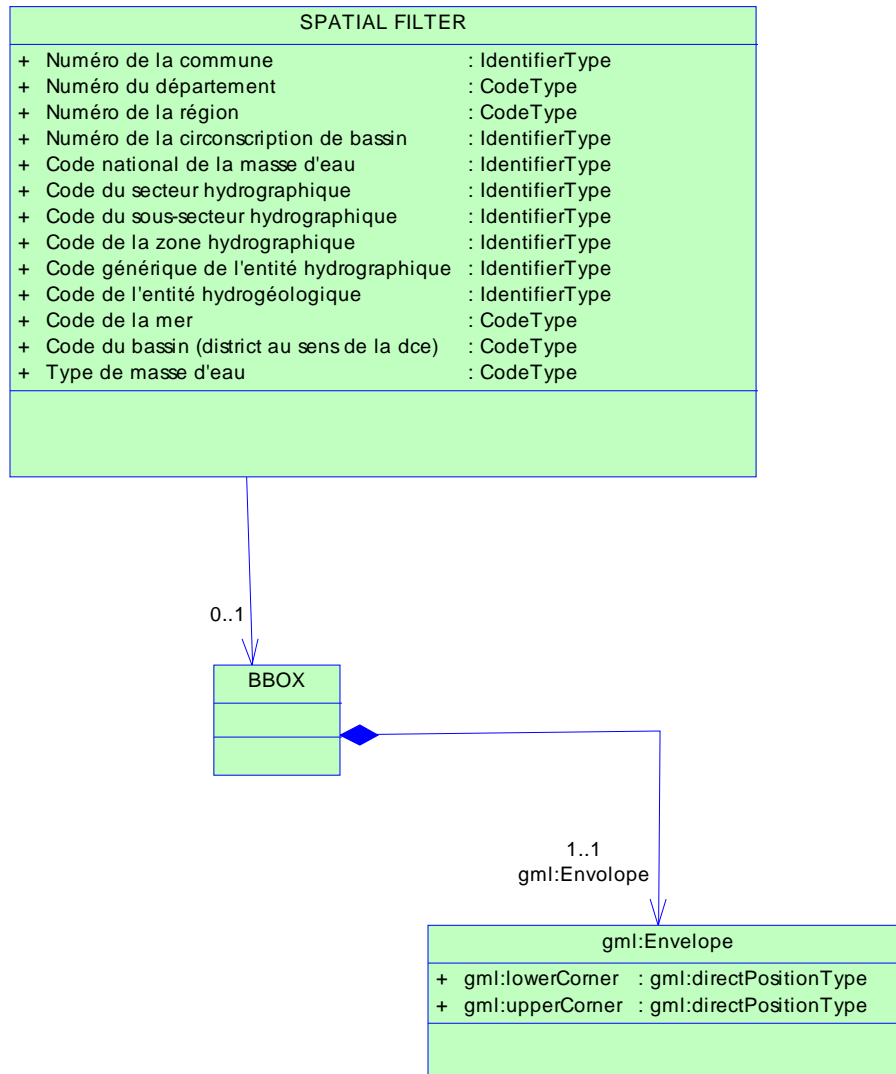 SPATIAL FILTER
+ Numéro de la commune : IdentifierType
+ Numéro du département : CodeType
+ Numéro de la région : CodeType
+ Numéro de la circonscription de bassin : IdentifierType
+ Code national de la masse d'eau : IdentifierType
+ Code du secteur hydrographique : IdentifierType
+ Code du sous-secteur hydrographique : IdentifierType
+ Code de la zone hydrographique : IdentifierType
+ Code générique de l'entité hydrographique : IdentifierType
+ Code de l'entité hydrogéologique : IdentifierType
+ Code de la mer : CodeType
+ Code du bassin (district au sens de la dce) : CodeType
+ Type de masse d'eau : CodeType
0..1
BBOX
1..1
gml:Envolope
gml:Envelope
+ gml:lowerCorner : gml:directPositionType
+ gml:upperCorner : gml:directPositionType